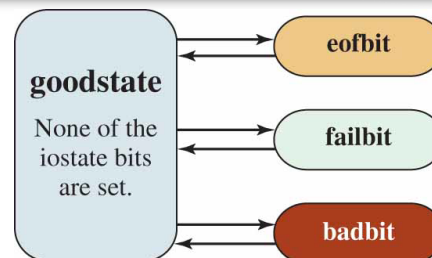 goodstate
None of the
iostate bits
are set.
eofbit
failbit
badbit